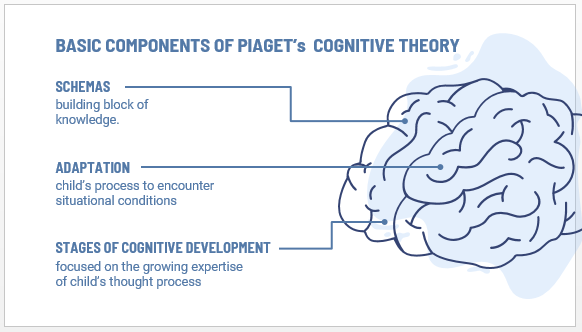 BASIC COMPONENTS OF PIAGET's COGNITIVE THEORY
SCHEMAS
building block of
knowledge.
ADAPTATION
child's process to encounter
situational conditions
STAGES OF COGNITIVE DEVELOPMENT
focused on the growing expertise
of child's thought process